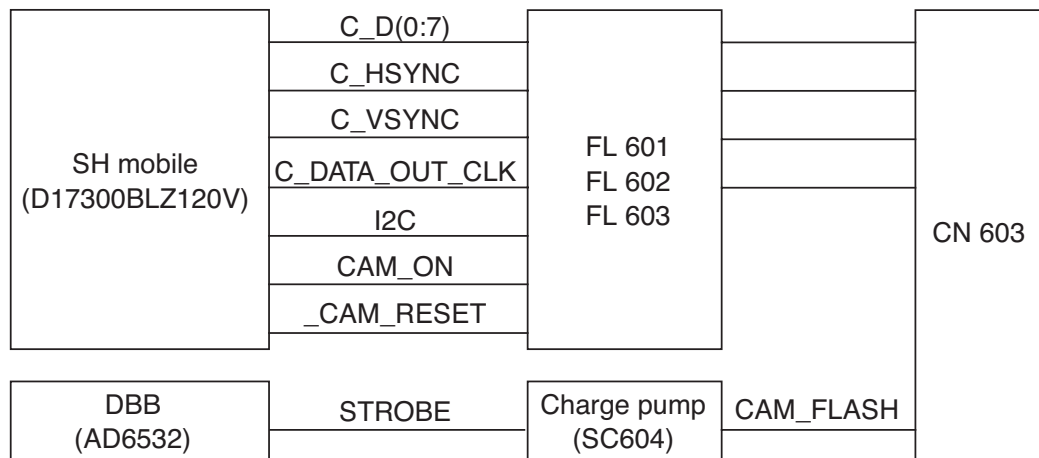 C_D(0:7)
C_HSYNC
C_VSYNC
C_DATA_OUT_CLK
I2C
CAM_ON
_CAM_RESET
SH mobile
(D17300BLZ120V)
FL 601
FL 602
FL 603
CN 603
DBB
(AD6532)
STROBE
Charge pump
(SC604)
CAM_FLASH